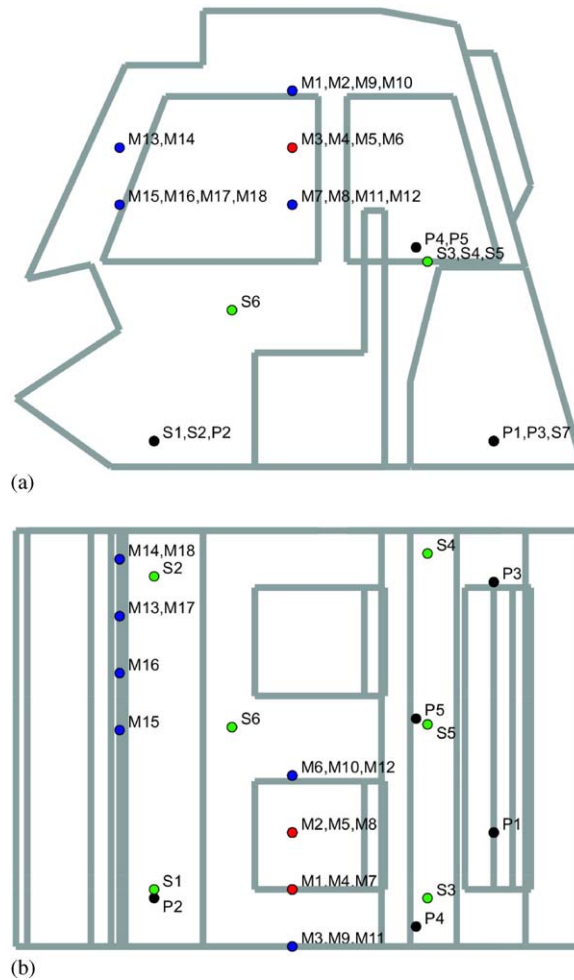 M1,M2,M9,M10
M13,M14
M3,M4,M5,M6
M15,M16,M17,M18
M7,M8,M11,M12
P4,P5
S3,S4,S5
S6
S1,S2,P2
P1,P3,S7
(a)
M14,M18
S4
S2
P3
M13,M17
M16
P5
S6
S5
M15
M6,M10,M12
M2,M5,M8
P1
S1
M1,M4,M7
S3
P2
P4
M3,M9,M11
(b)